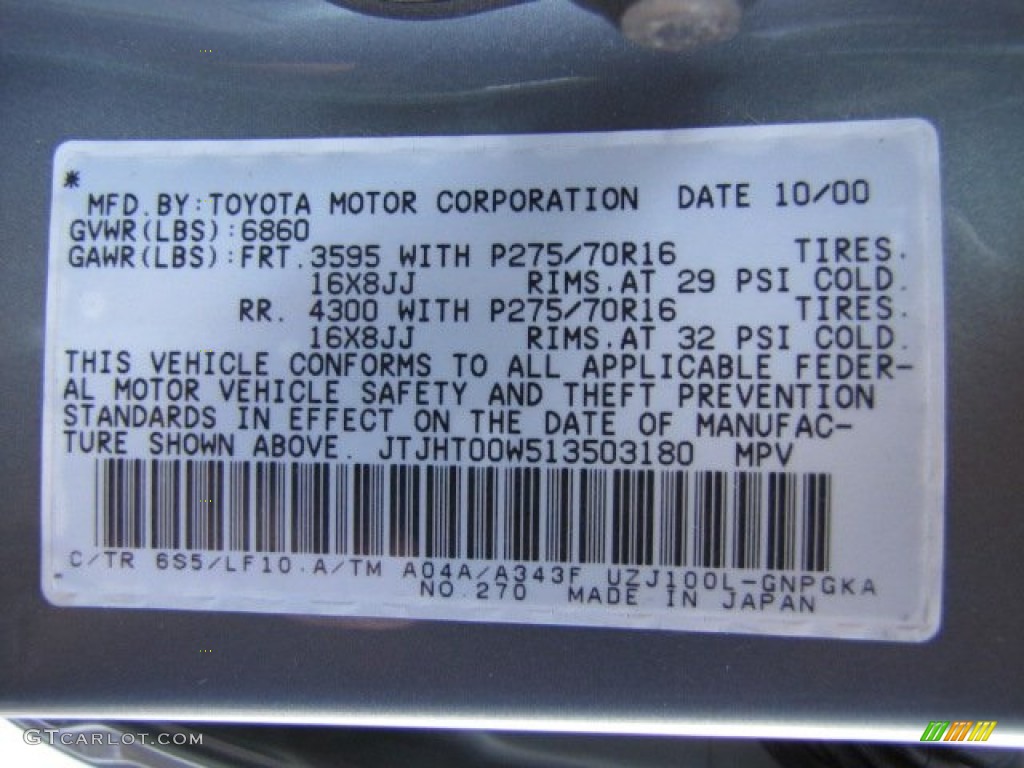 *
MFD.BY:TOYOTA MOTOR CORPORATION DATE 10/00
GVWR(LBS):6860
GAWR(LBS):FRT.3595 WITH P275/70R16 TIRES.
16X8JJ RIMS.AT 29 PSI COLD.
RR. 4300 WITH P275/70R16 TIRES.
16X8JJ RIMS.AT 32 PSI COLD.
THIS VEHICLE CONFORMS TO ALL APPLICABLE FEDER-
AL MOTOR VEHICLE SAFETY AND THEFT PREVENTION
STANDARDS IN EFFECT ON THE DATE OF MANUFAC-
TURE SHOWN ABOVE. JTJHT00W513503180 MPV
C/TR 6S5/LF10.A/TM A04A/A343F UZJ100L-GNPGKA
NO.270 MADE IN JAPAN
GTCARLOT.COM